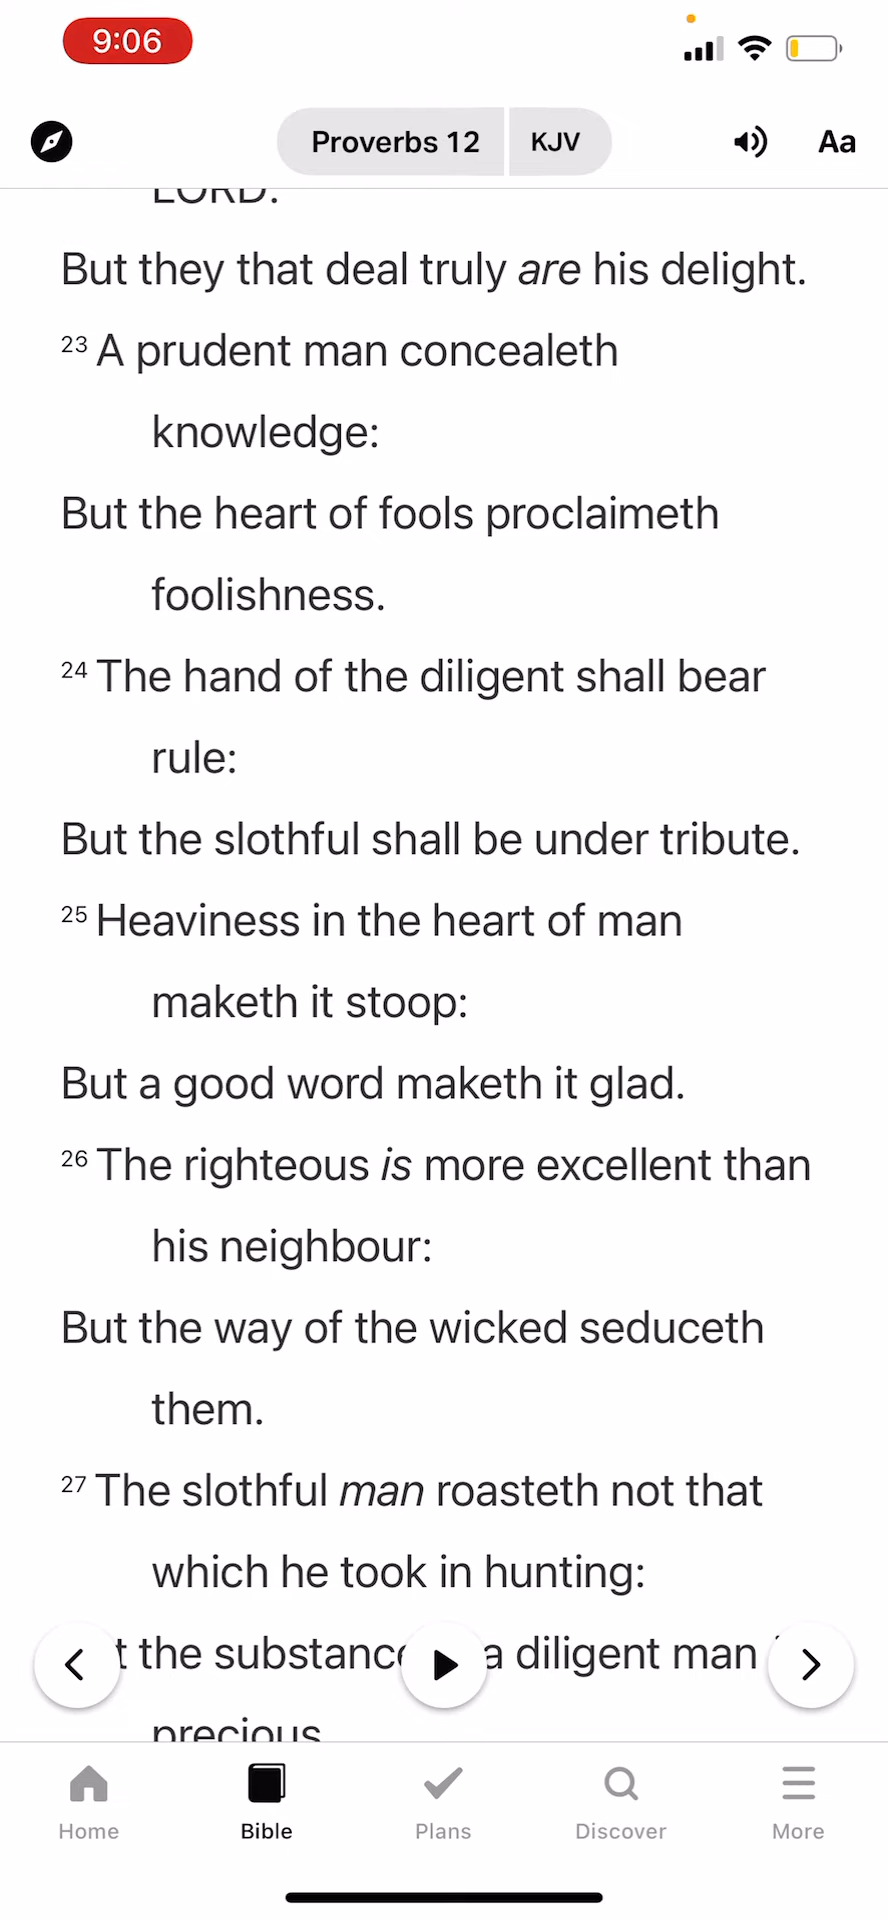 9:06
Proverbs 12 KJV Aa
LORD:
But they that deal truly are his delight.
23 A prudent man concealeth
knowledge:
But the heart of fools proclaimeth
foolishness.
24 The hand of the diligent shall bear
rule:
But the slothful shall be under tribute.
25 Heaviness in the heart of man
maketh it stoop:
But a good word maketh it glad.
26 The righteous is more excellent than
his neighbour:
But the way of the wicked seduceth
them.
27 The slothful man roasteth not that
which he took in hunting:
the substance a diligent man
precious
Home Bible Plans Discover More